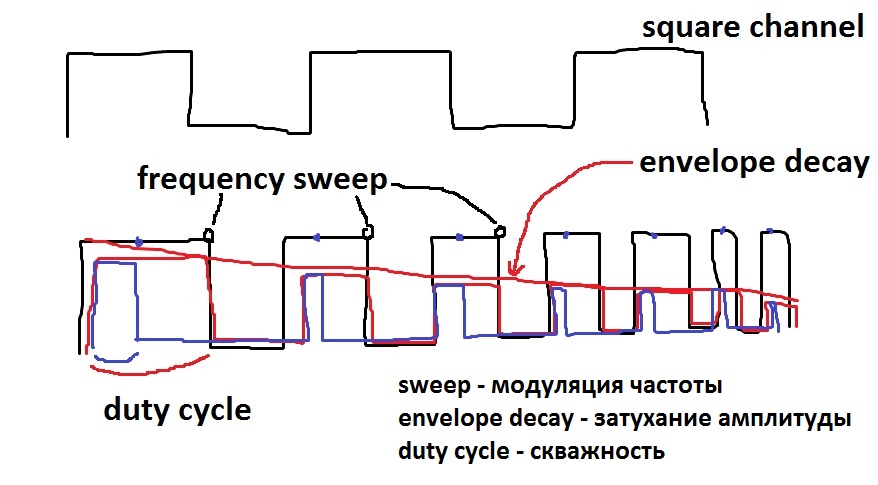 square channel
envelope decay
frequency sweep
duty cycle
sweep - модуляция частоты
envelope decay - затухание амплитуды
duty cycle - скважность